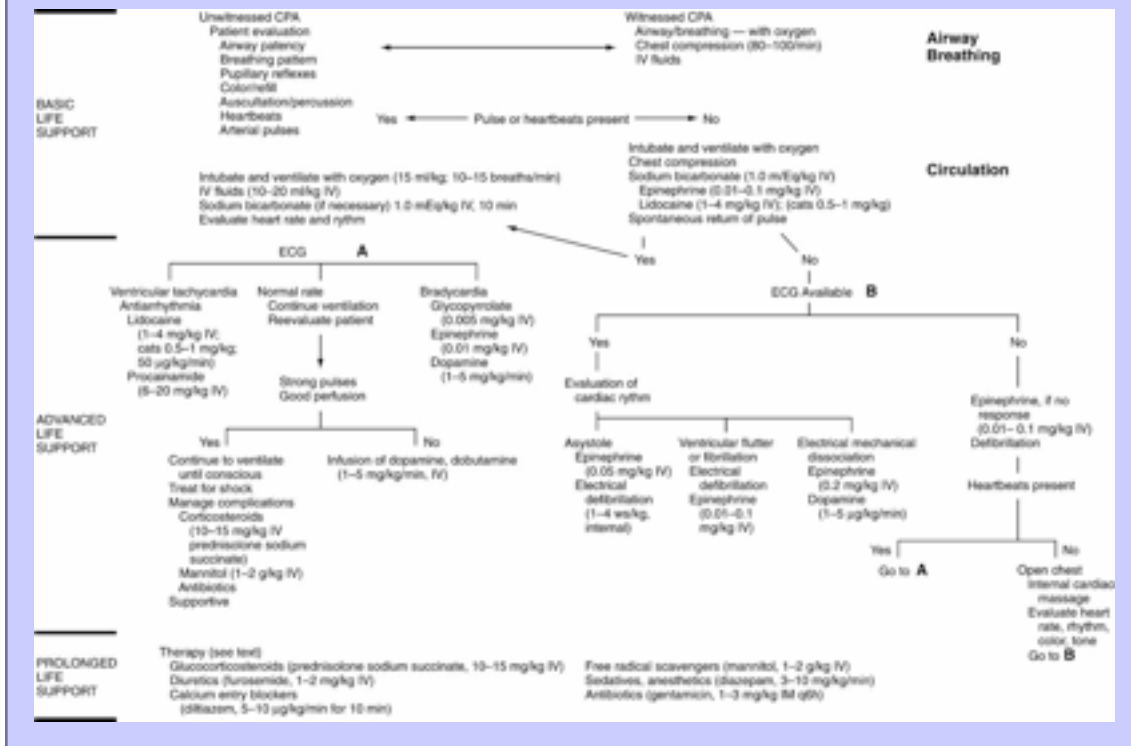 Unwitnessed CPA
Patient evaluation
Airway patency
Breathing pattern
Pupillary reflexes
Color/refill
Auscultation/percussion
Heartbeats
Arterial pulses
Witnessed CPA
Airway/breathing — with oxygen
Chest compression (80–100/min)
IV fluids
Airway
Breathing
BASIC
LIFE
SUPPORT
Yes
Pulse or heartbeats present
No
Intubate and ventilate with oxygen (15 ml/kg; 10–15 breaths/min)
IV fluids (10–20 ml/kg IV)
Sodium bicarbonate (if necessary) 1.0 mEq/kg IV, 10 min
Evaluate heart rate and rythm
Intubate and ventilate with oxygen
Chest compression
Sodium bicarbonate (1.0 m/Eq/kg IV)
Epinephrine (0.01–0.1 mg/kg IV)
Lidocaine (1–4 mg/kg IV); (cats 0.5–1 mg/kg)
Spontaneous return of pulse
Circulation
Yes
No
ECG A
Ventricular tachycardia
Antiarrhythmia
Lidocaine
(1–4 mg/kg IV;
cats 0.5–1 mg/kg;
50 µg/kg/min)
Procainamide
(6–20 mg/kg IV)
Normal rate
Continue ventilation
Reevaluate patient
Bradycardia
Glycopyrrolate
(0.005 mg/kg IV)
Epinephrine
(0.01 mg/kg IV)
Dopamine
(1–5 mg/kg/min)
Strong pulses
Good perfusion
ADVANCED
LIFE
SUPPORT
Yes
No
Continue to ventilate
until conscious
Treat for shock
Manage complications
Corticosteroids
(10–15 mg/kg IV
prednisolone sodium
succinate)
Mannitol (1–2 g/kg IV)
Antibiotics
Supportive
Infusion of dopamine, dobutamine
(1–5 mg/kg/min, IV)
ECG Available B
Yes
No
Evaluation of
cardiac rythm
Asystole
Epinephrine
(0.05 mg/kg IV)
Electrical
defibrillation
(1–4 ws/kg,
internal)
Ventricular flutter
or fibrillation
Electrical
defibrillation
Epinephrine
(0.01–0.1
mg/kg IV)
Electrical mechanical
dissociation
Epinephrine
(0.2 mg/kg IV)
Dopamine
(1–5 µg/kg/min)
Epinephrine, if no
response
(0.01– 0.1 mg/kg IV)
Defibrillation
Heartbeats present
Yes
No
Go to A
Open chest
Internal cardiac
massage
Evaluate heart
rate, rhythm,
color, tone
Go to B
PROLONGED
LIFE
SUPPORT
Therapy (see text)
Glucocorticosteroids (prednisolone sodium succinate, 10–15 mg/kg IV)
Diuretics (furosemide, 1–2 mg/kg IV)
Calcium entry blockers
(diltiazem, 5–10 µg/kg/min for 10 min)
Free radical scavengers (mannitol, 1–2 g/kg IV)
Sedatives, anesthetics (diazepam, 3–10 mg/kg/min)
Antibiotics (gentamicin, 1–3 mg/kg IM q6h)